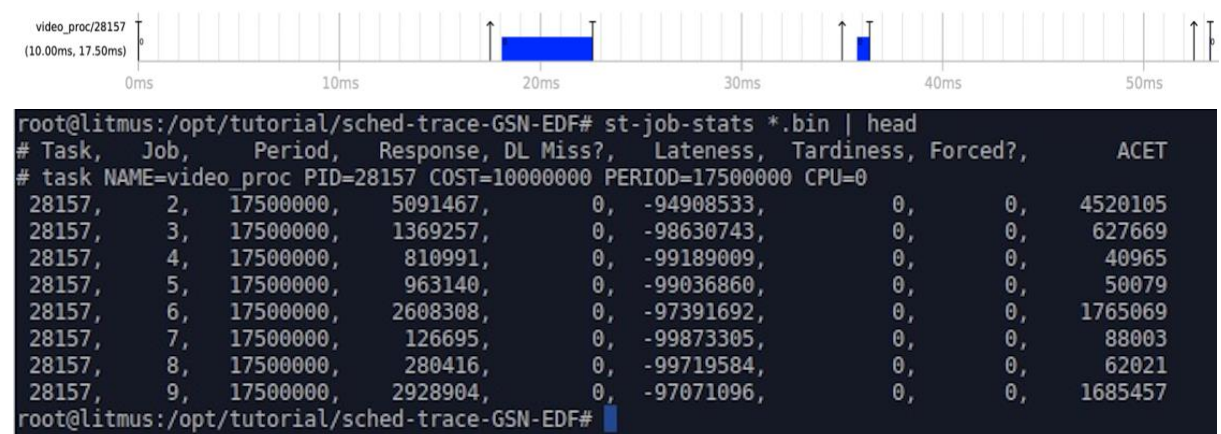 video_proc/28157
(10.00ms, 17.50ms)
0ms 10ms 20ms 30ms 40ms 50ms
root@litmus:/opt/tutorial/sched-trace-GSN-EDF# st-job-stats *.bin | head
# Task, Job, Period, Response, DL Miss?, Lateness, Tardiness, Forced?, ACET
# task NAME=video_proc PID=28157 COST=10000000 PERIOD=17500000 CPU=0
28157, 2, 17500000, 5091467, 0, -94908533, 0, 0, 4520105
28157, 3, 17500000, 1369257, 0, -98630743, 0, 0, 627669
28157, 4, 17500000, 810991, 0, -99189009, 0, 0, 40965
28157, 5, 17500000, 963140, 0, -99036860, 0, 0, 50079
28157, 6, 17500000, 2608308, 0, -97391692, 0, 0, 1765069
28157, 7, 17500000, 126695, 0, -99873305, 0, 0, 88003
28157, 8, 17500000, 280416, 0, -99719584, 0, 0, 62021
28157, 9, 17500000, 2928904, 0, -97071096, 0, 0, 1685457
root@litmus:/opt/tutorial/sched-trace-GSN-EDF#